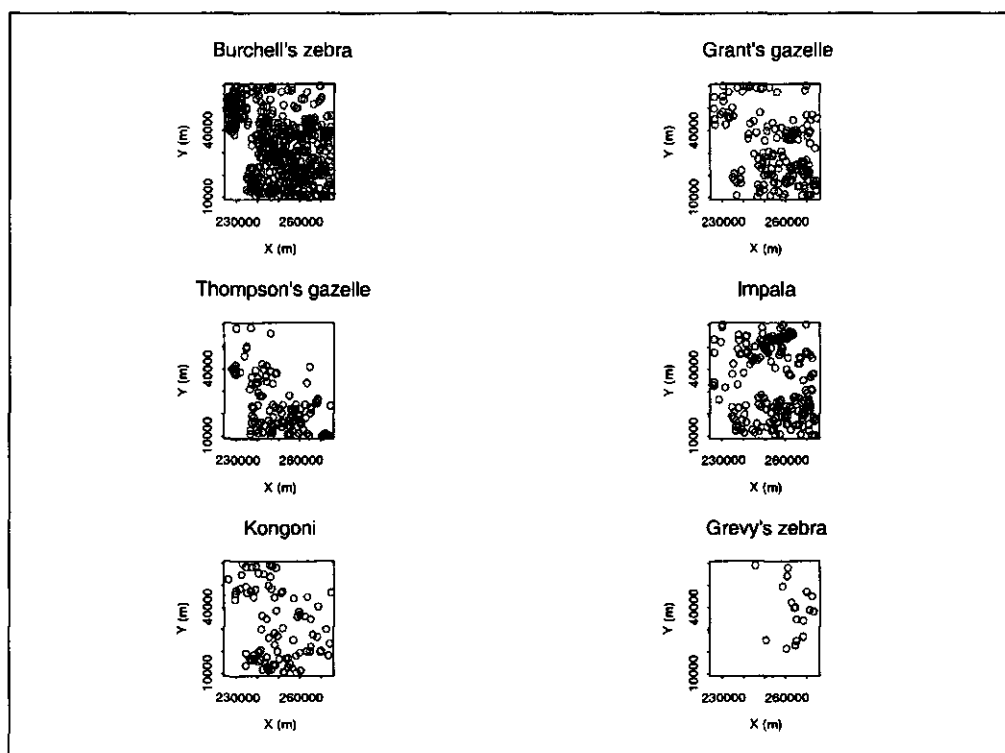 Burchell's zebra
Y (m)
40000
10000
230000 260000
X (m)
Grant's gazelle
Y (m)
40000
10000
230000 260000
X (m)
Thompson's gazelle
Y (m)
40000
10000
230000 260000
X (m)
Impala
Y (m)
40000
10000
230000 260000
X (m)
Kongoni
Y (m)
40000
10000
230000 260000
X (m)
Grevy's zebra
Y (m)
40000
10000
230000 260000
X (m)